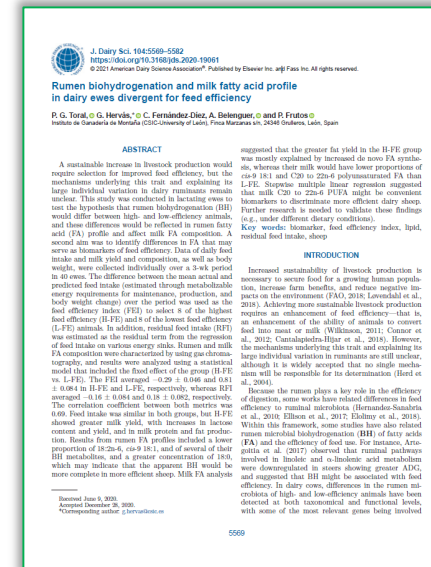 J. Dairy Sci. 104:5569–5582
https://doi.org/10.3168/jds.2020-19061
© 2021 American Dairy Science Association®. Published by Elsevier Inc. and Fass Inc. All rights reserved.
Rumen biohydrogenation and milk fatty acid profile
in dairy ewes divergent for feed efficiency
P. G. Toral, G. Hervás,* C. Fernández-Díez, A. Belenguer, and P. Frutos
Instituto de Ganadería de Montaña (CSIC-University of León), Finca Marzanas s/n, 24346 Grulleros, León, Spain
ABSTRACT
A sustainable increase in livestock production would
require selection for improved feed efficiency, but the
mechanisms underlying this trait and explaining its
large individual variation in dairy ruminants remain
unclear. This study was conducted in lactating ewes to
test the hypothesis that rumen biohydrogenation (BH)
would differ between high- and low-efficiency animals,
and these differences would be reflected in rumen fatty
acid (FA) profile and affect milk FA composition. A
second aim was to identify differences in FA that may
serve as biomarkers of feed efficiency. Data of daily feed
intake and milk yield and composition, as well as body
weight, were collected individually over a 3-wk period
in 40 ewes. The difference between the mean actual and
predicted feed intake (estimated through metabolizable
energy requirements for maintenance, production, and
body weight change) over the period was used as the
feed efficiency index (FEI) to select 8 of the highest
feed efficiency (H-FE) and 8 of the lowest feed efficiency
(L-FE) animals. In addition, residual feed intake (RFI)
was estimated as the residual term from the regression
of feed intake on various energy sinks. Rumen and milk
FA composition were characterized by using gas chroma-
tography, and results were analyzed using a statistical
model that included the fixed effect of the group (H-FE
vs. L-FE). The FEI averaged −0.29 ± 0.046 and 0.81
± 0.084 in H-FE and L-FE, respectively, whereas RFI
averaged −0.16 ± 0.084 and 0.18 ± 0.082, respectively.
The correlation coefficient between both metrics was
0.69. Feed intake was similar in both groups, but H-FE
showed greater milk yield, with increases in lactose
content and yield, and in milk protein and fat produc-
tion. Results from rumen FA profiles included a lower
proportion of 18:2n-6, cis-9 18:1, and of several of their
BH metabolites, and a greater concentration of 18:0,
which may indicate that the apparent BH would be
more complete in more efficient sheep. Milk FA analysis
Received June 9, 2020.
Accepted December 28, 2020.
*Corresponding author: g.hervas@csic.es
suggested that the greater fat yield in the H-FE group
was mostly explained by increased de novo FA synthe-
sis, whereas their milk would have lower proportions of
cis-9 18:1 and C20 to 22n-6 polyunsaturated FA than
L-FE. Stepwise multiple linear regression suggested
that milk C20 to 22n-6 PUFA might be convenient
biomarkers to discriminate more efficient dairy sheep.
Further research is needed to validate these findings
(e.g., under different dietary conditions).
Key words: biomarker, feed efficiency index, lipid,
residual feed intake, sheep
INTRODUCTION
Increased sustainability of livestock production is
necessary to secure food for a growing human popula-
tion, increase farm benefits, and reduce negative im-
pacts on the environment (FAO, 2018; Løvendahl et al.,
2018). Achieving more sustainable livestock production
requires an enhancement of feed efficiency—that is,
an enhancement of the ability of animals to convert
feed into meat or milk (Wilkinson, 2011; Connor et
al., 2012; Cantalapiedra-Hijar et al., 2018). However,
the mechanisms underlying this trait and explaining its
large individual variation in ruminants are still unclear,
although it is widely accepted that no single mecha-
nism will be responsible for its determination (Herd et
al., 2004).
Because the rumen plays a key role in the efficiency
of digestion, some works have related differences in feed
efficiency to ruminal microbiota (Hernandez-Sanabria
et al., 2010; Ellison et al., 2017; Elolimy et al., 2018).
Within this framework, some studies have also related
rumen microbial biohydrogenation (BH) of fatty acids
(FA) and the efficiency of feed use. For instance, Arte-
goitia et al. (2017) observed that ruminal pathways
involved in linoleic and α-linolenic acid metabolism
were downregulated in steers showing greater ADG,
and suggested that BH might be associated with feed
efficiency. In dairy cows, differences in the rumen mi-
crobiota of high- and low-efficiency animals have been
detected at both taxonomical and functional levels,
with some of the most relevant genes being involved
5569